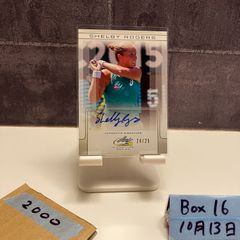 SHELBY ROGERS
2015
AUTHENTIC SIGNATURE
24/25
2000
Box 16
10月13日